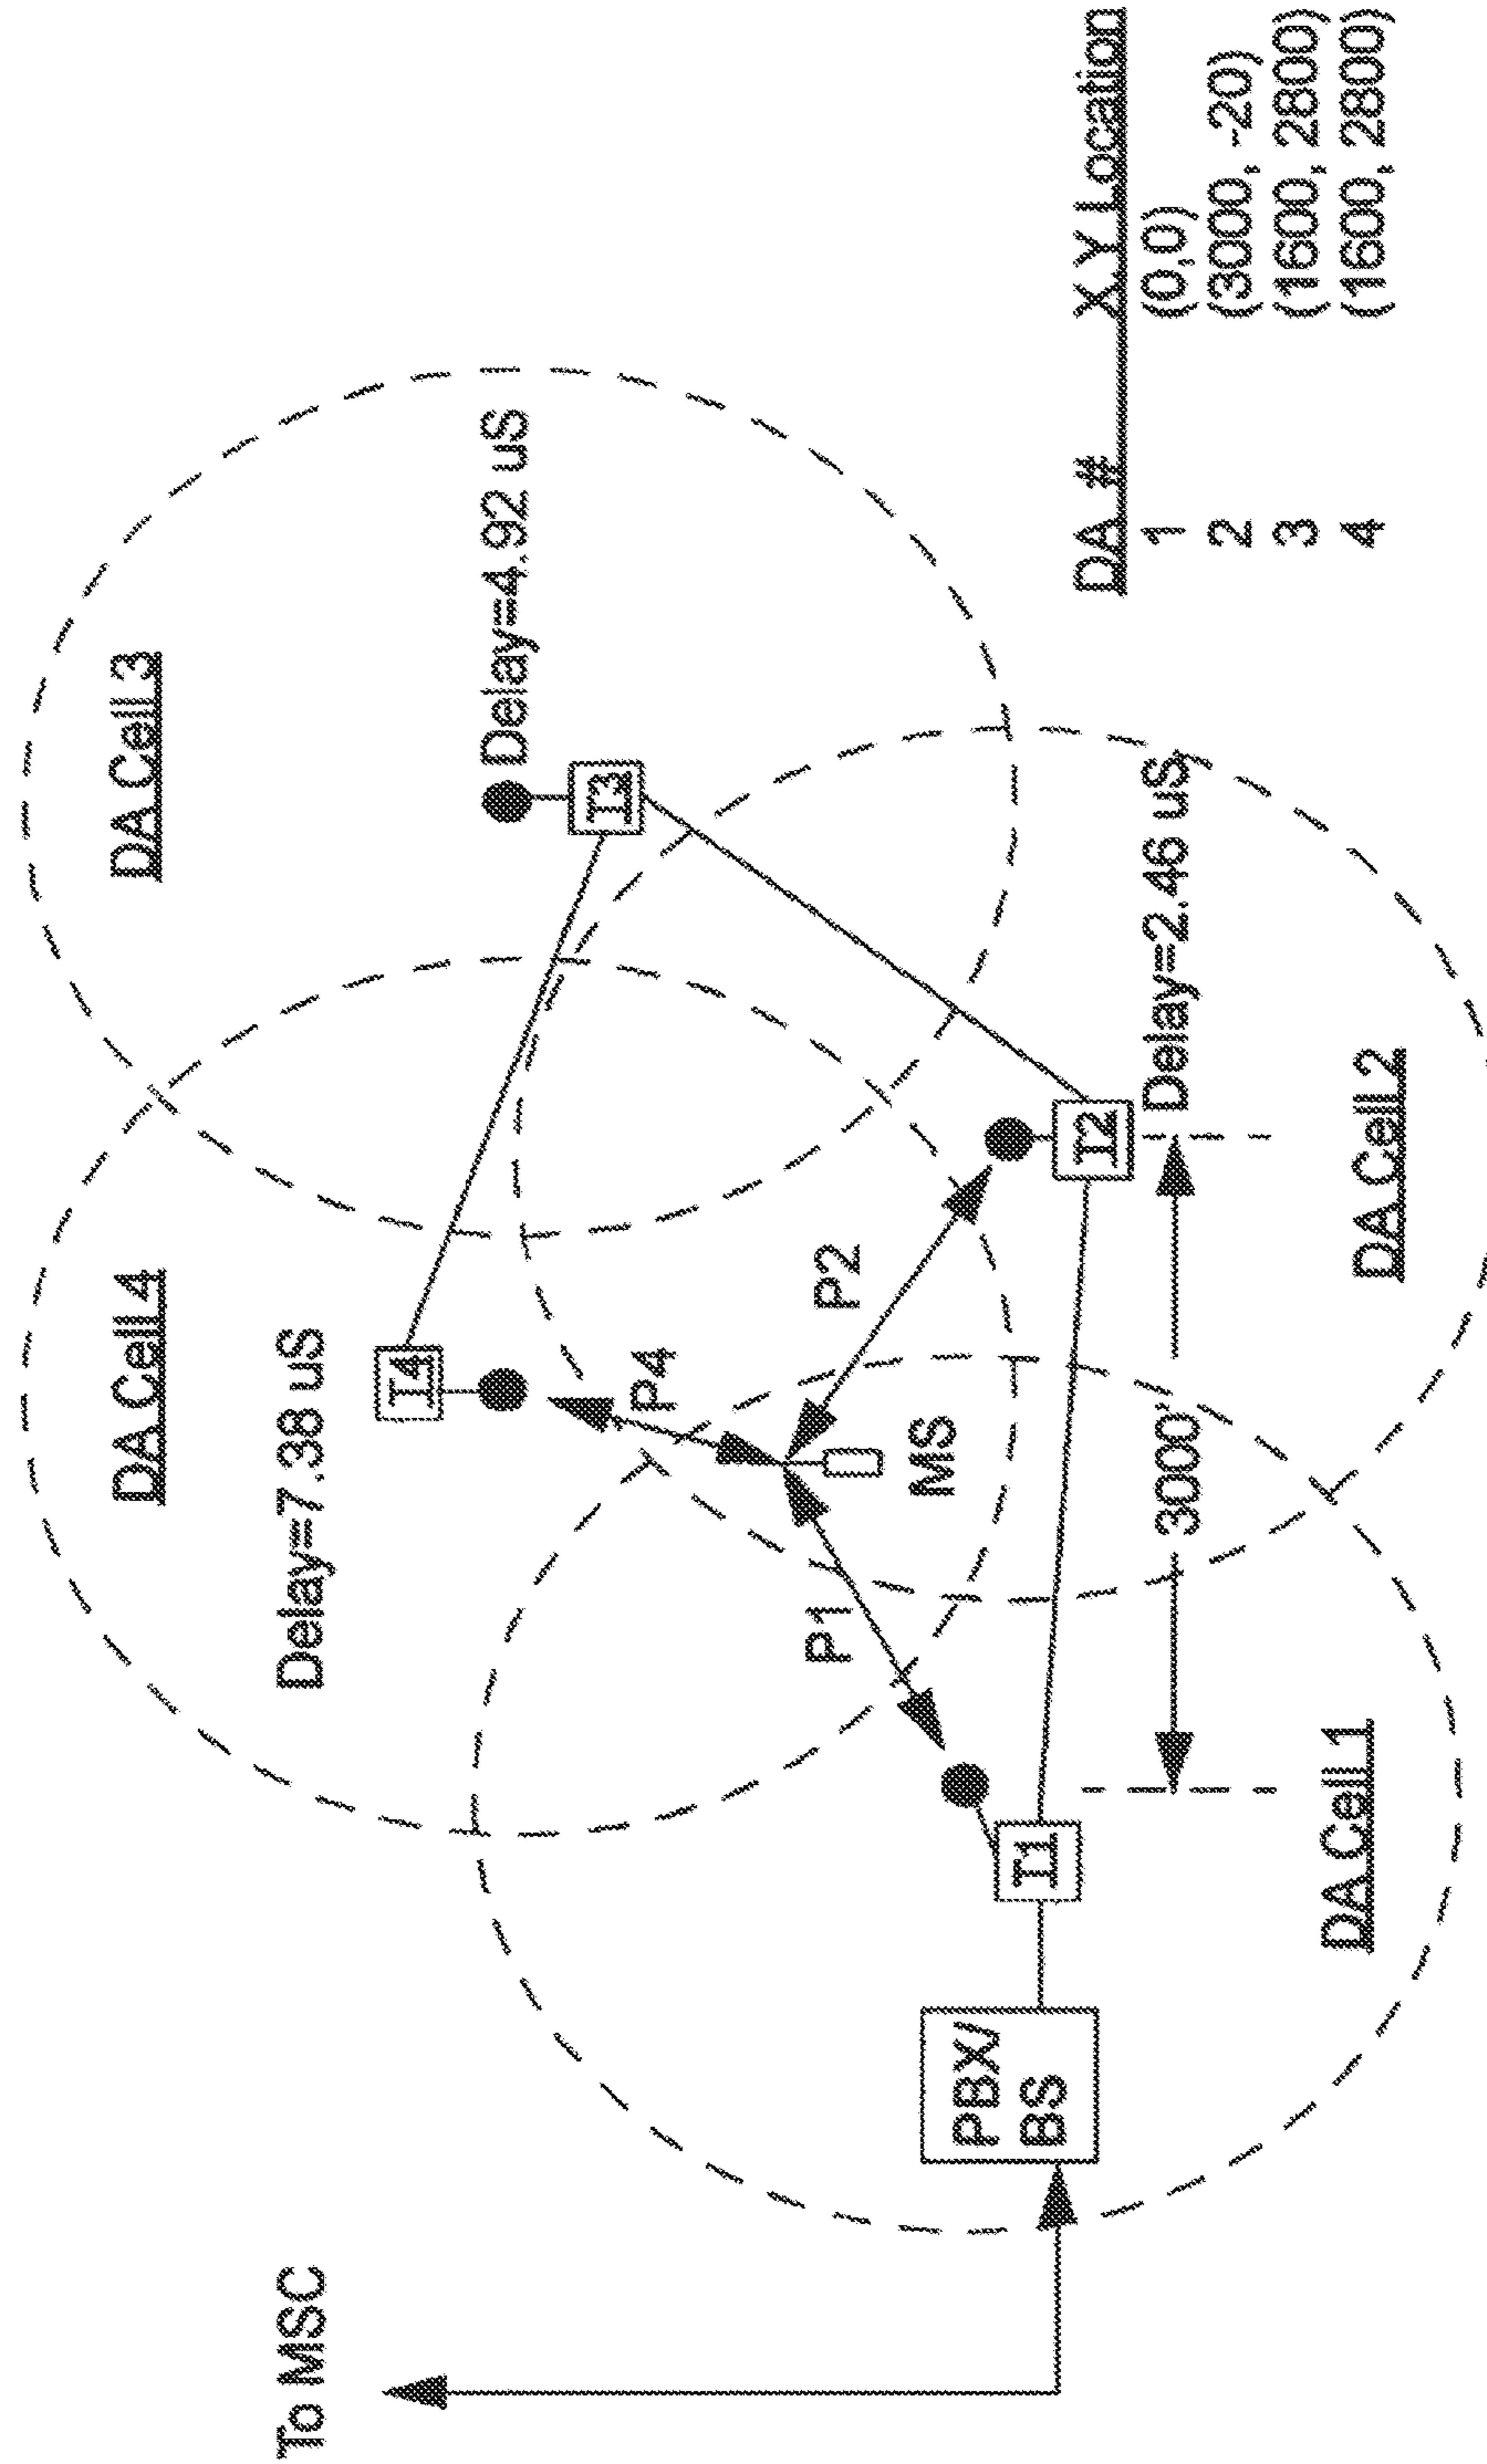 To MSC
DA Cell 4
DA Cell 3
Delay=7.38 uS
T4
Delay=4.92 uS
T3
P4
P1
P2
MS
PBX/
BS
T1
T2
Delay=2.46 uS
3000'
DA Cell 1
DA Cell 2
DA # X,Y Location
1 (0,0)
2 (3000, -20)
3 (1600, 2800)
4 (1600, 2800)